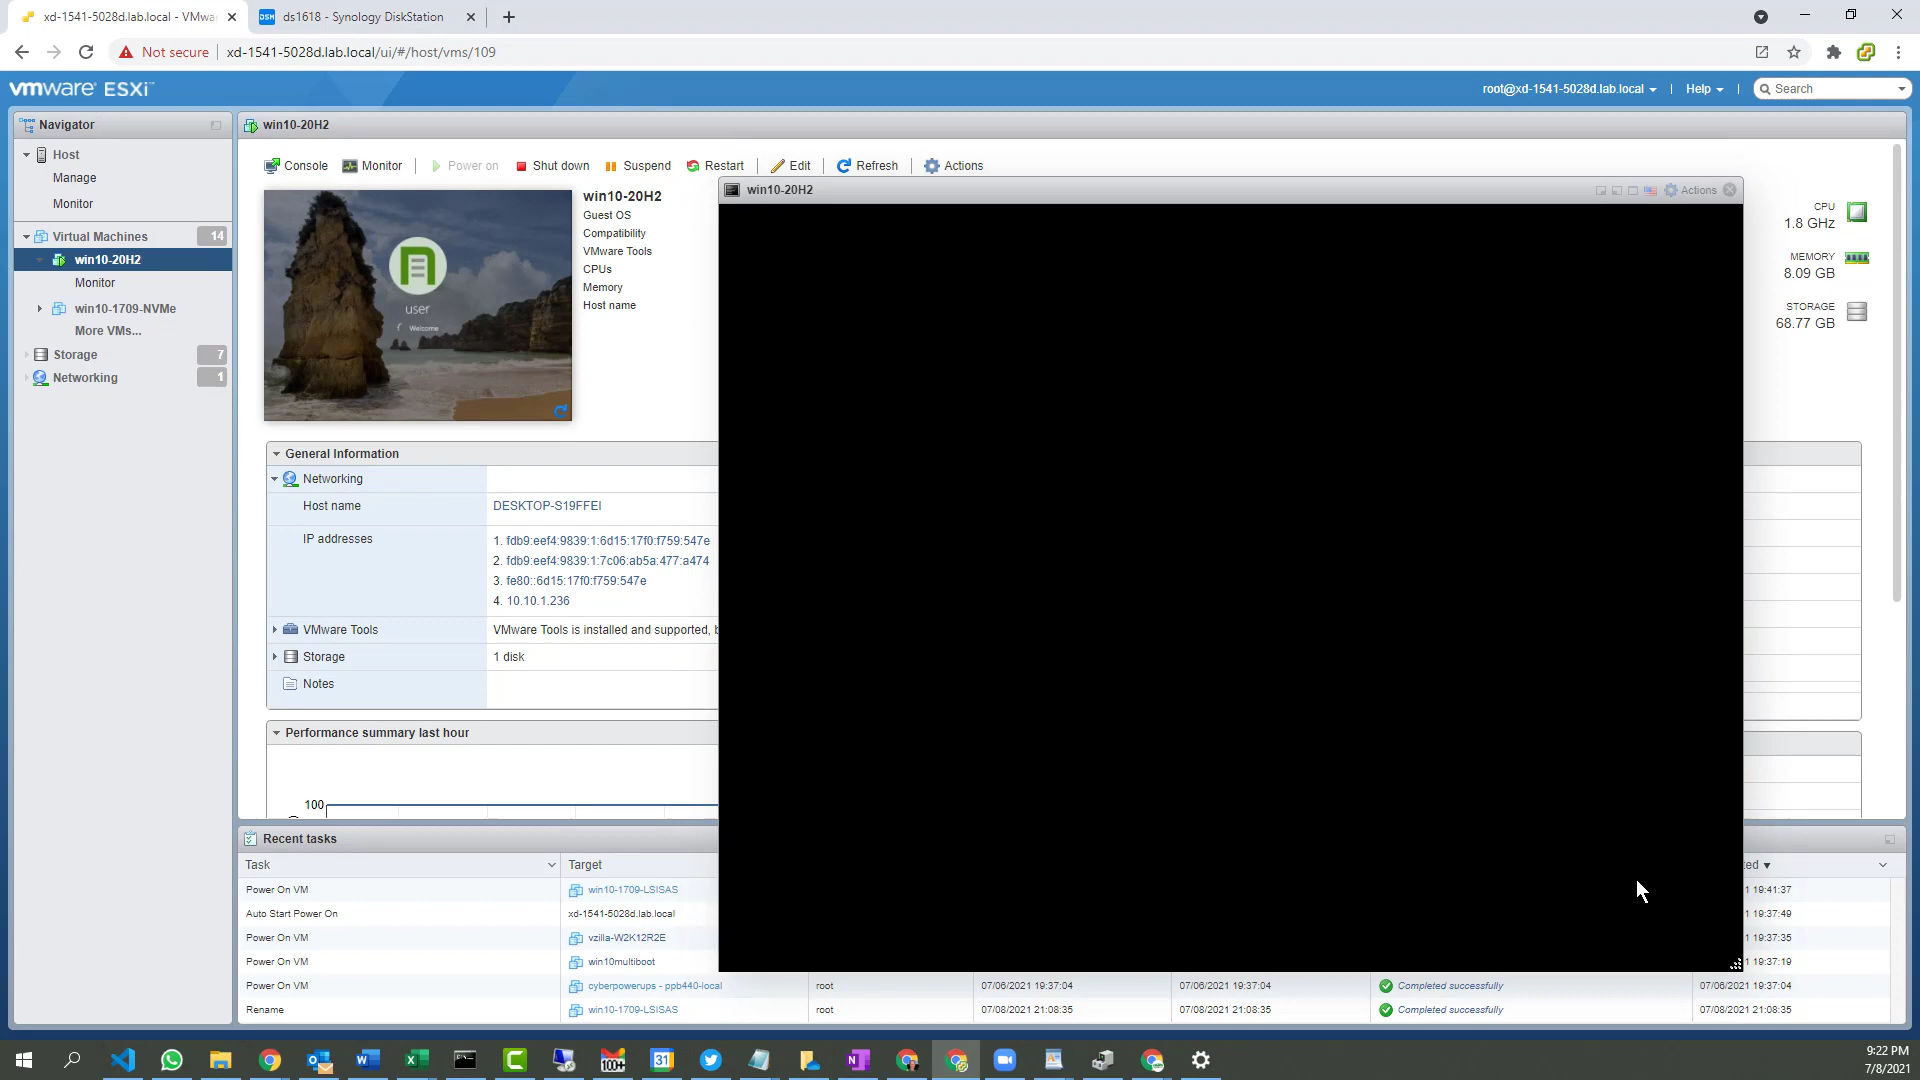 xd-1541-5028d.lab.local - VMwa
ds1618 - Synology DiskStation
Not secure
xd-1541-5028d.lab.local/ui/#/host/vms/109
vmware ESXi
root@xd-1541-5028d.lab.local
Help
Search
Navigator
win10-20H2
Host
Manage
Monitor
Virtual Machines
14
win10-20H2
Monitor
win10-1709-NVMe
More VMs...
Storage
7
Networking
1
Console
Monitor
Power on
Shut down
Suspend
Restart
Edit
Refresh
Actions
user
Welcome
win10-20H2
Guest OS
Compatibility
VMware Tools
CPUs
Memory
Host name
win10-20H2
Actions
CPU
1.8 GHz
MEMORY
8.09 GB
STORAGE
68.77 GB
General Information
Networking
Host name
DESKTOP-S19FFEI
IP addresses
1. fdb9:eef4:9839:1:6d15:17f0:f759:547e
2. fdb9:eef4:9839:1:7c06:ab5a:477:a474
3. fe80::6d15:17f0:f759:547e
4. 10.10.1.236
VMware Tools
VMware Tools is installed and supported, b
Storage
1 disk
Notes
Performance summary last hour
100
Recent tasks
Task Target ted ▼
Power On VM win10-1709-LSISAS 1 19:41:37
Auto Start Power On xd-1541-5028d.lab.local 1 19:37:49
Power On VM vzilla-W2K12R2E 1 19:37:35
Power On VM win10multiboot 1 19:37:19
Power On VM cyberpowerups - ppb440-local root 07/06/2021 19:37:04 07/06/2021 19:37:04 Completed successfully 07/06/2021 19:37:04
Rename win10-1709-LSISAS root 07/08/2021 21:08:35 07/08/2021 21:08:35 Completed successfully 07/08/2021 21:08:35
100+
31
9:22 PM
7/8/2021